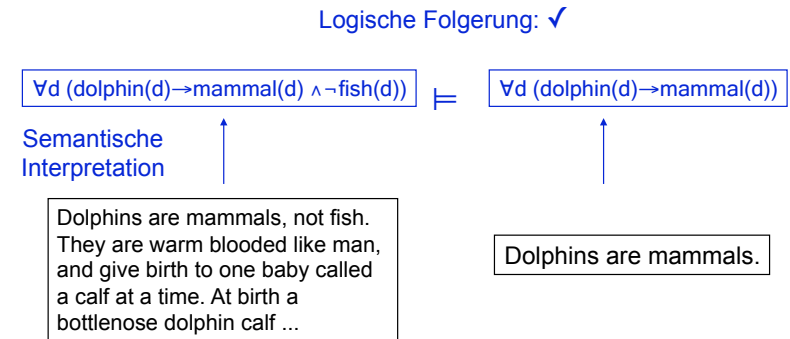 Logische Folgerung: ✓
∀d (dolphin(d)→mammal(d) ∧¬fish(d))
⊨
∀d (dolphin(d)→mammal(d))
Semantische
Interpretation
Dolphins are mammals, not fish.
They are warm blooded like man,
and give birth to one baby called
a calf at a time. At birth a
bottlenose dolphin calf ...
Dolphins are mammals.